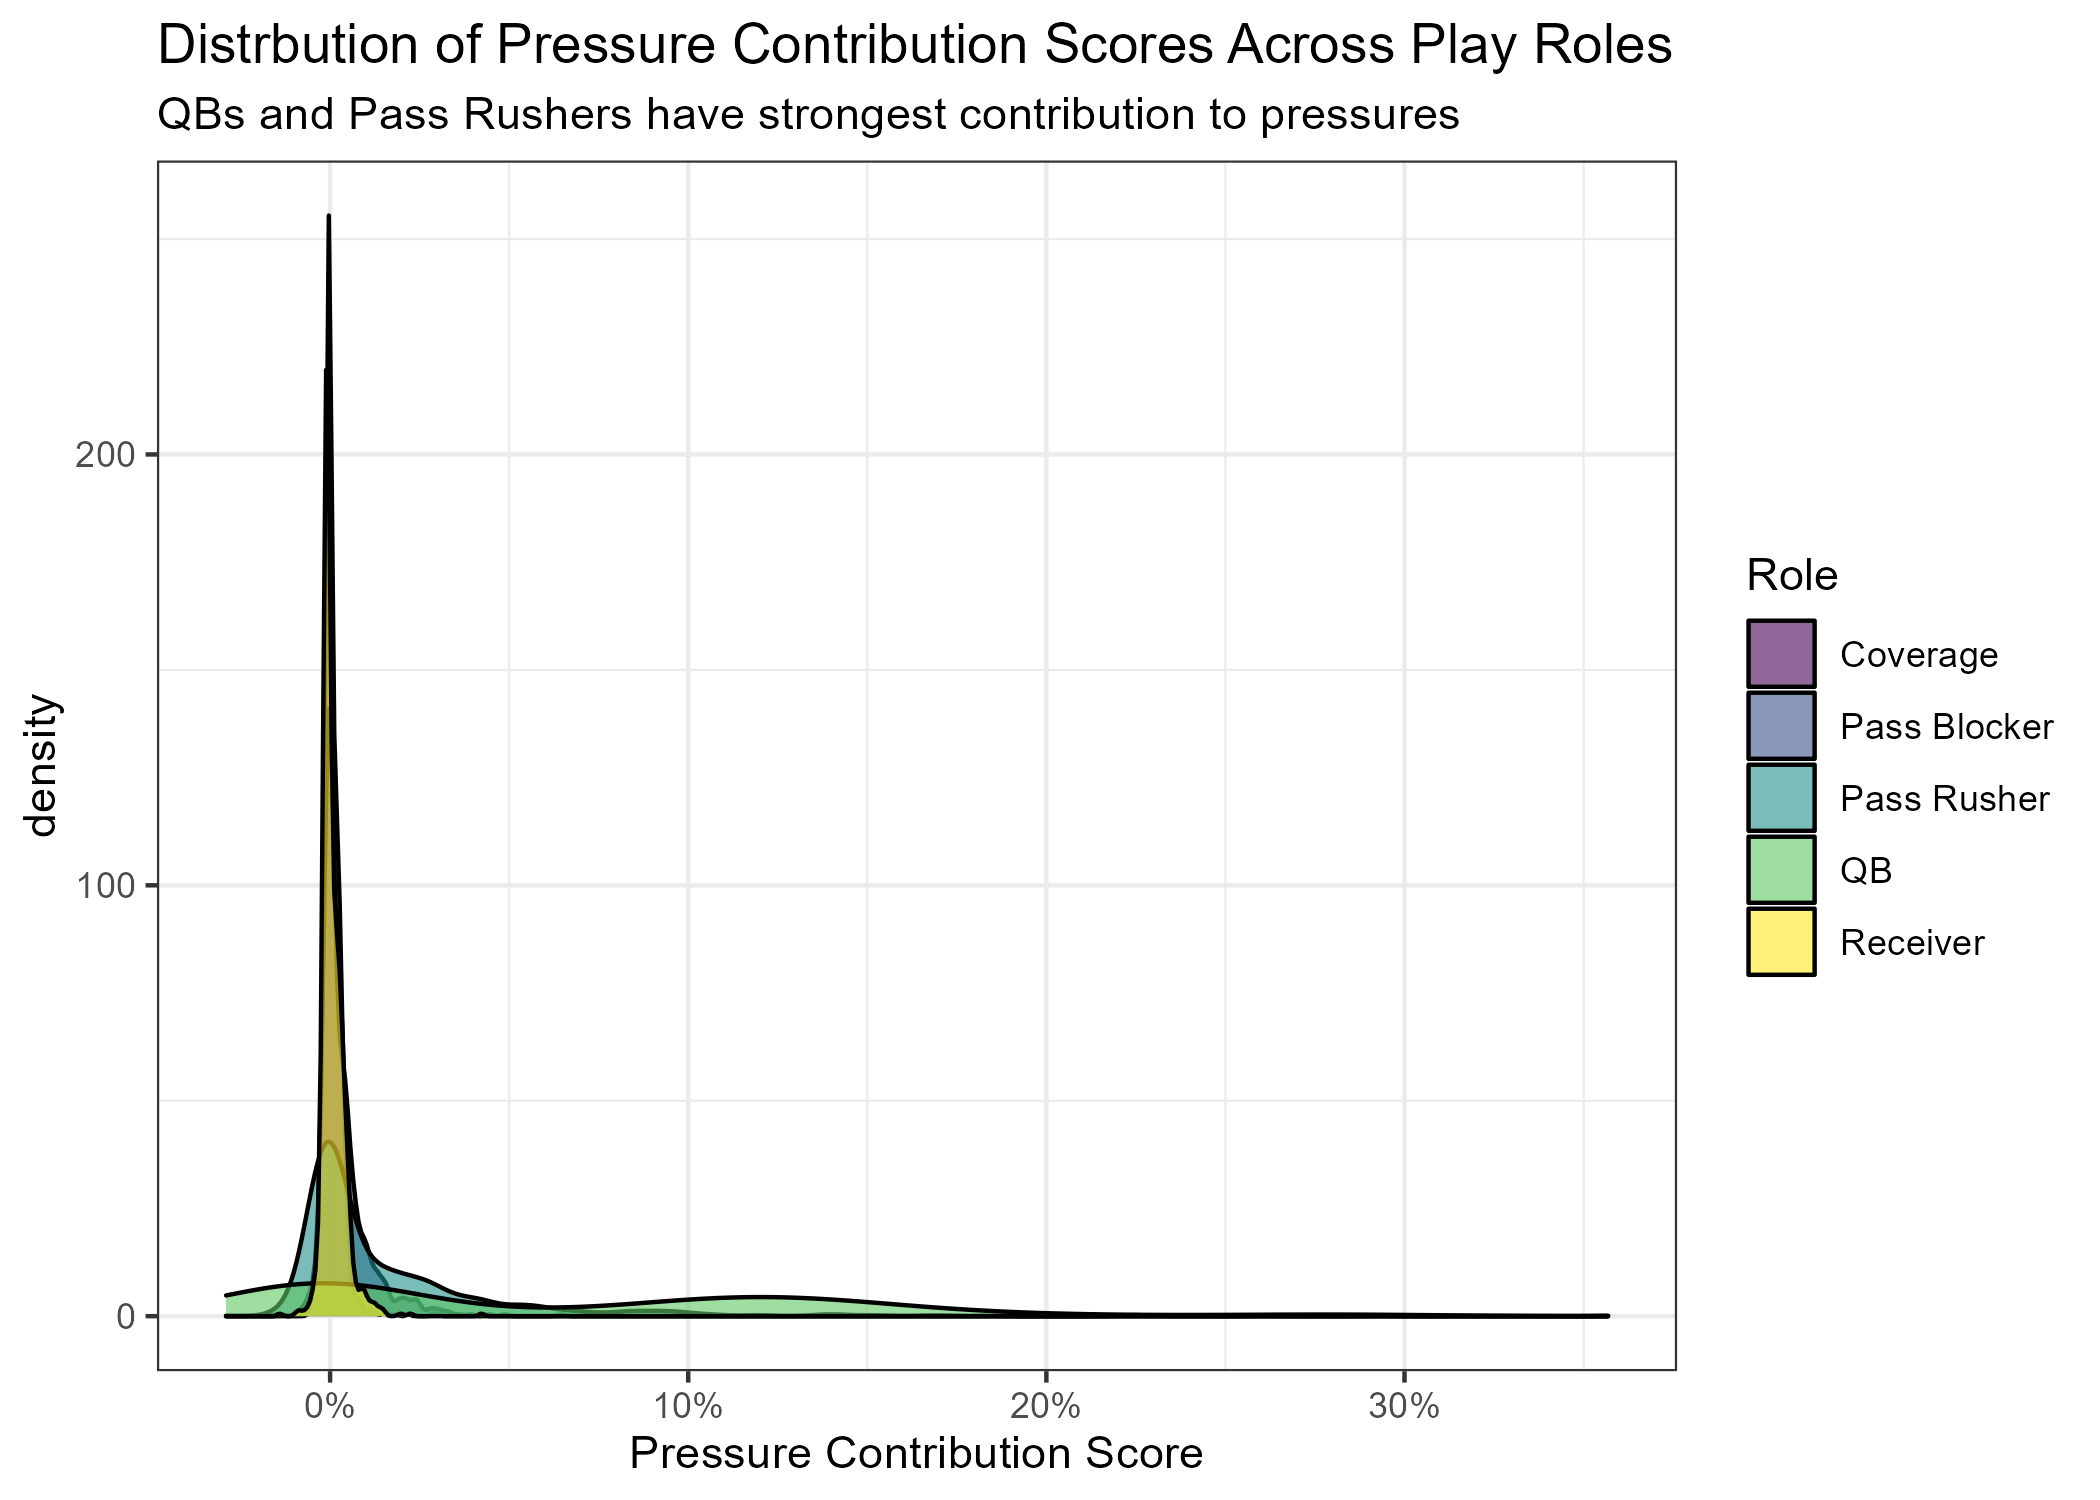 Distrbution of Pressure Contribution Scores Across Play Roles
QBs and Pass Rushers have strongest contribution to pressures
density
200
100
0
0%
10%
20%
30%
Pressure Contribution Score
Role
Coverage
Pass Blocker
Pass Rusher
QB
Receiver